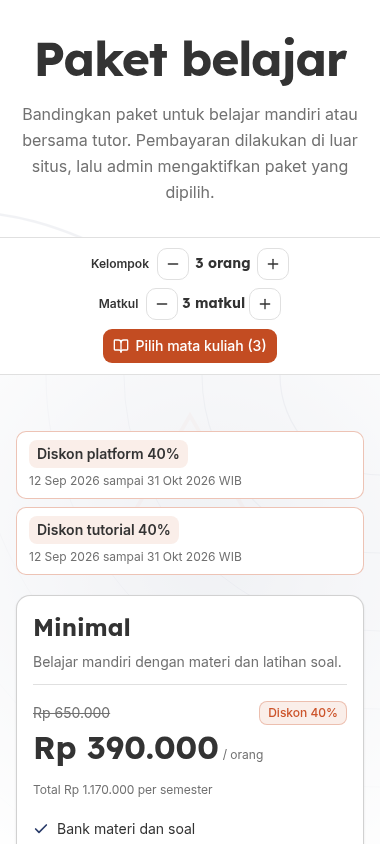 Paket belajar
Bandingkan paket untuk belajar mandiri atau
bersama tutor. Pembayaran dilakukan di luar
situs, lalu admin mengaktifkan paket yang
dipilih.
Kelompok − 3 orang +
Matkul − 3 matkul +
Pilih mata kuliah (3)
Diskon platform 40%
12 Sep 2026 sampai 31 Okt 2026 WIB
Diskon tutorial 40%
12 Sep 2026 sampai 31 Okt 2026 WIB
Minimal
Belajar mandiri dengan materi dan latihan soal.
Rp 650.000 Diskon 40%
Rp 390.000 / orang
Total Rp 1.170.000 per semester
Bank materi dan soal